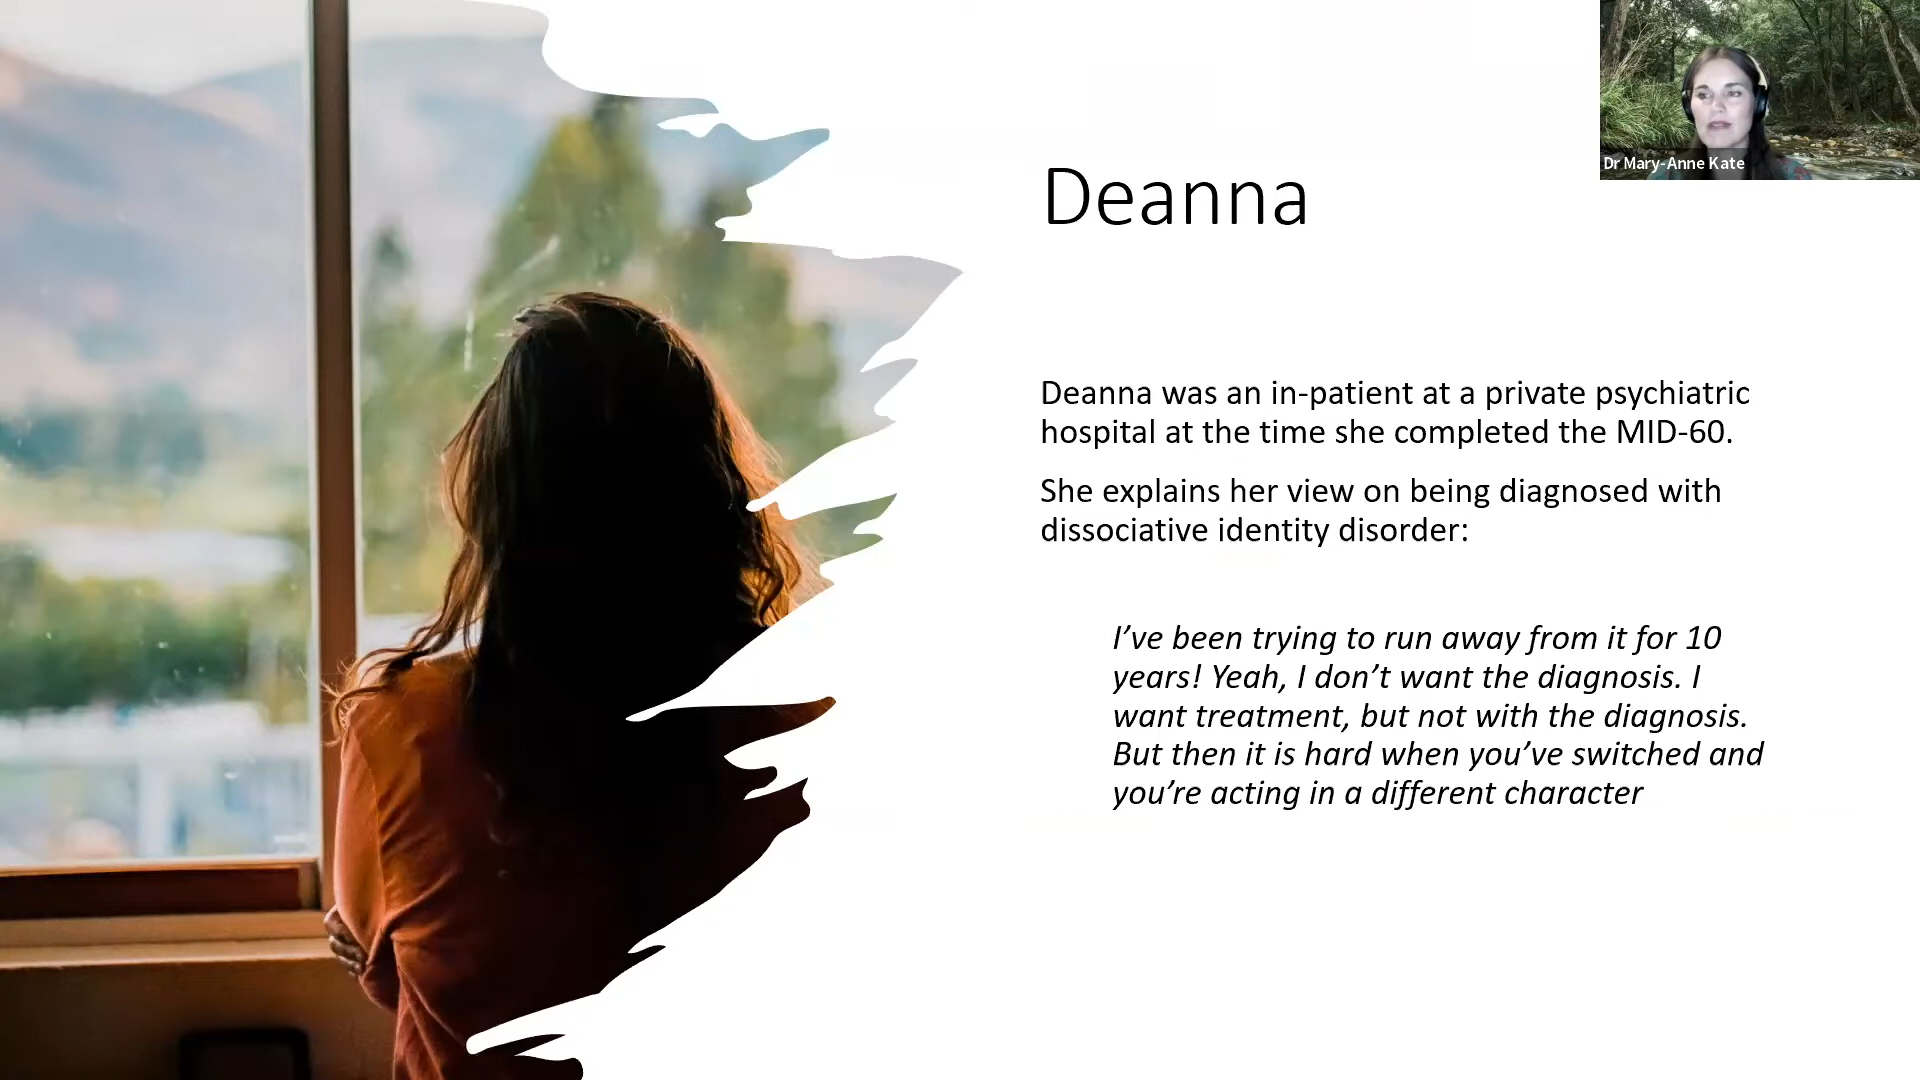 Dr Mary-Anne Kate
Deanna
Deanna was an in-patient at a private psychiatric
hospital at the time she completed the MID-60.
She explains her view on being diagnosed with
dissociative identity disorder:
I’ve been trying to run away from it for 10
years! Yeah, I don’t want the diagnosis. I
want treatment, but not with the diagnosis.
But then it is hard when you’ve switched and
you’re acting in a different character